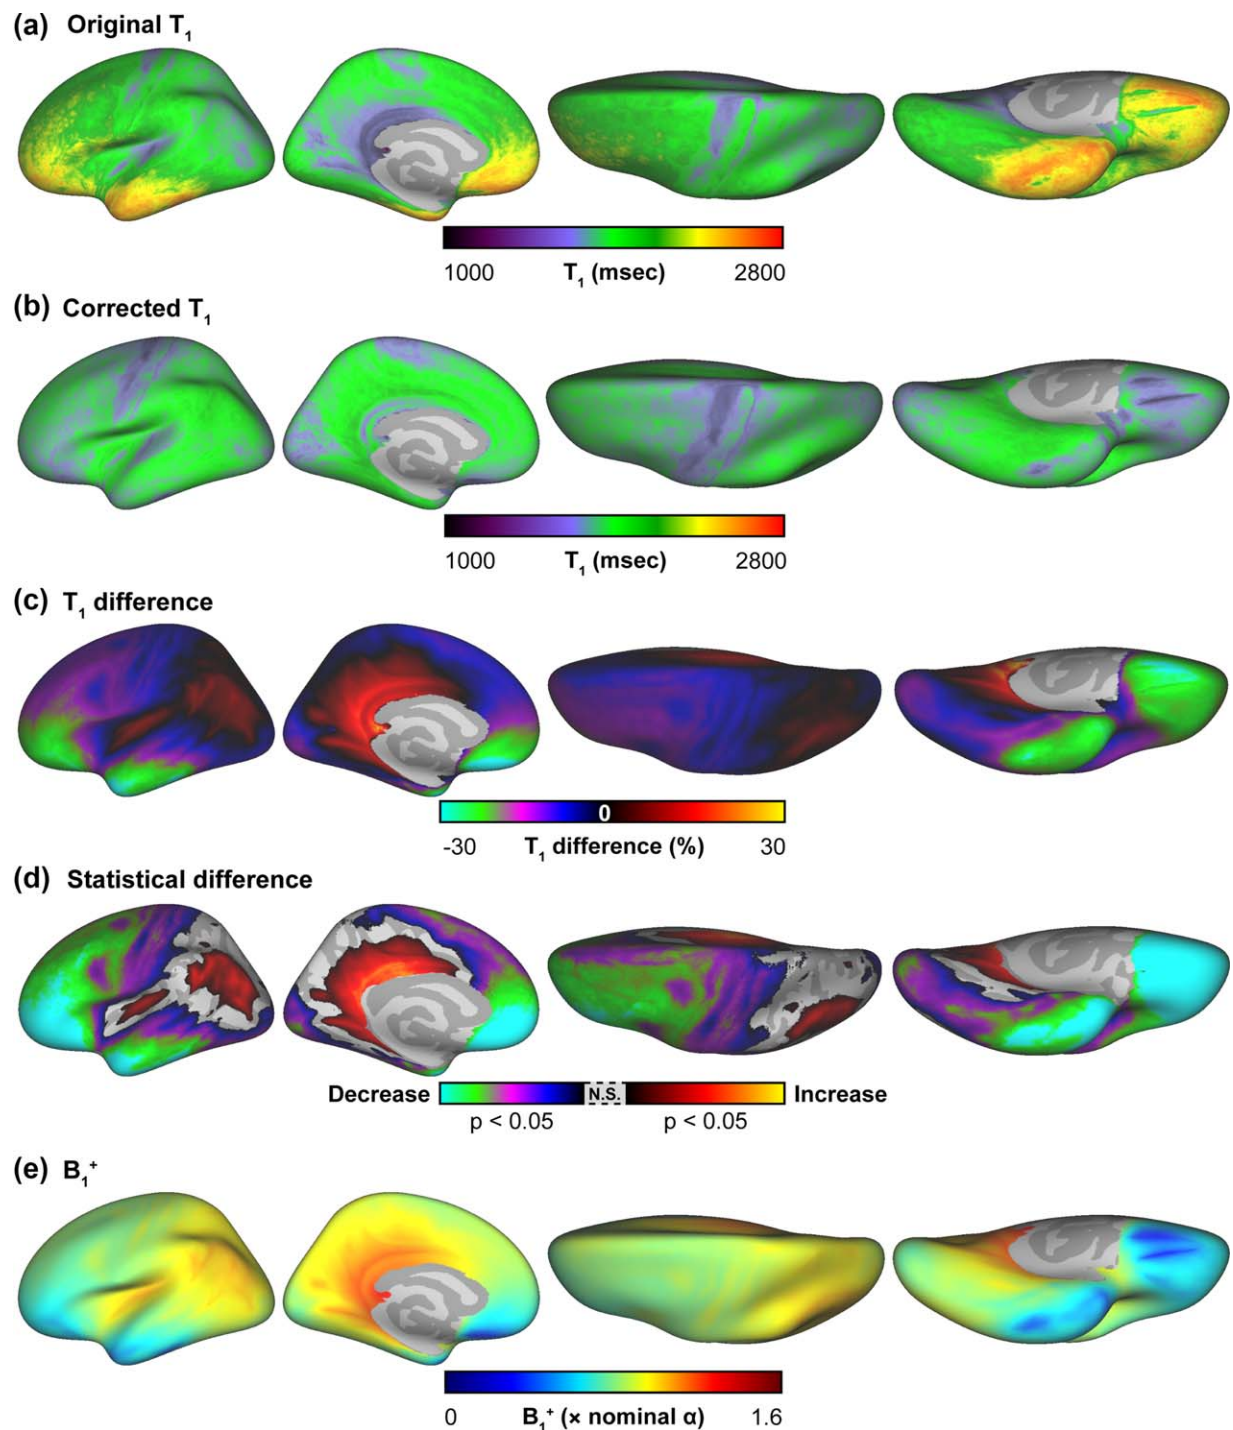 (a) Original T₁
1000 T₁ (msec) 2800
(b) Corrected T₁
1000 T₁ (msec) 2800
(c) T₁ difference
0
-30 T₁ difference (%) 30
(d) Statistical difference
Decrease N.S. Increase
p < 0.05 p < 0.05
(e) B₁⁺
0 B₁⁺ (× nominal α) 1.6